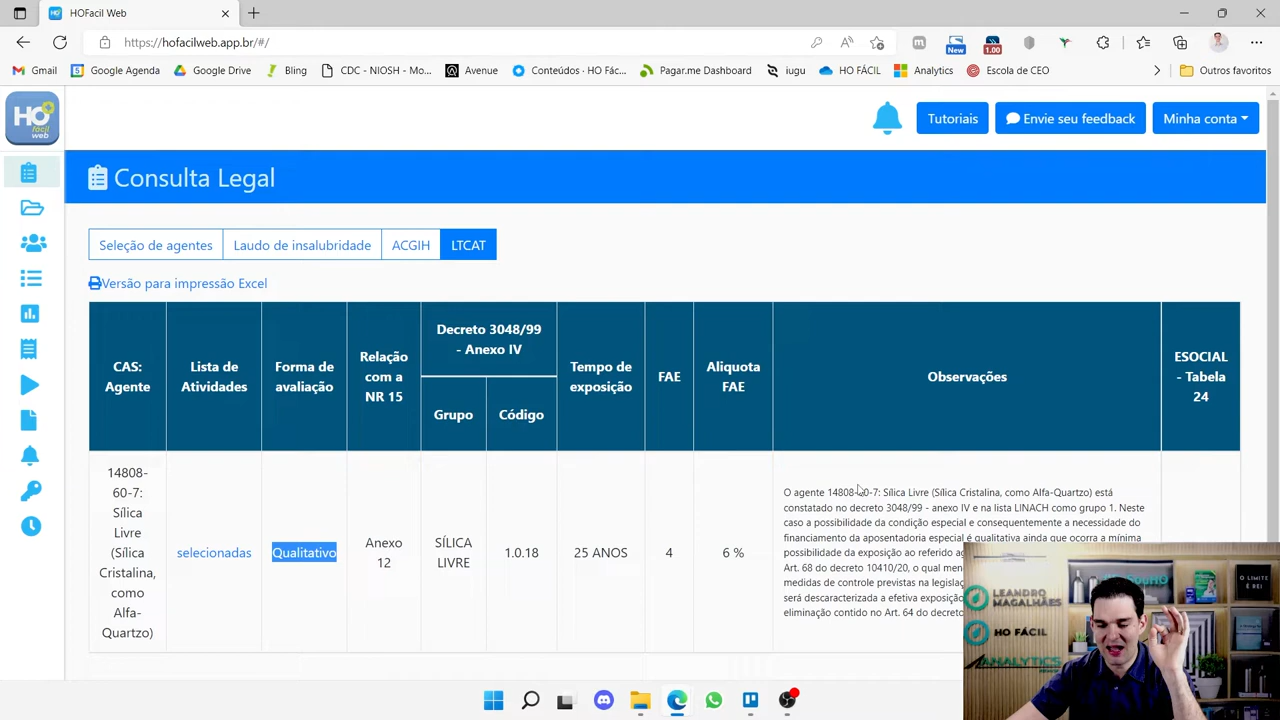 HOFacil Web
https://hofacilweb.app.br/#/
New
1.00
Gmail
Google Agenda
Google Drive
Bling
CDC - NIOSH - Mo...
Avenue
Conteúdos · HO Fác...
Pagar.me Dashboard
iugu
HO FÁCIL
Analytics
Escola de CEO
Outros favoritos
HO
fácil
web
Tutoriais
Envie seu feedback
Minha conta
Consulta Legal
Seleção de agentes
Laudo de insalubridade
ACGIH
LTCAT
Versão para impressão Excel
CAS:
Agente
Lista de
Atividades
Forma de
avaliação
Relação
com a
NR 15
Decreto 3048/99
- Anexo IV
Grupo
Código
Tempo de
exposição
FAE
Aliquota
FAE
Observações
ESOCIAL
- Tabela
24
14808-
60-7:
Sílica
Livre
(Sílica
Cristalina,
como
Alfa-
Quartzo)
selecionadas
Qualitativo
Anexo
12
SÍLICA
LIVRE
1.0.18
25 ANOS
4
6 %
O agente 14808-60-7: Sílica Livre (Sílica Cristalina, como Alfa-Quartzo) está
constatado no decreto 3048/99 - anexo IV e na lista LINACH como grupo 1. Neste
caso a possibilidade da condição especial e consequentemente a necessidade do
financiamento da aposentadoria especial é qualitativa ainda que ocorra a mínima
possibilidade da exposição ao referido
Art. 68 do decreto 10410/20, o qual
medidas de controle previstas na
será descaracterizada a efetiva
eliminação contido no Art. 64 do
LEANDRO
MAGALHÃES
HO FÁCIL
ANALYTICS
O LIMITE
É REI